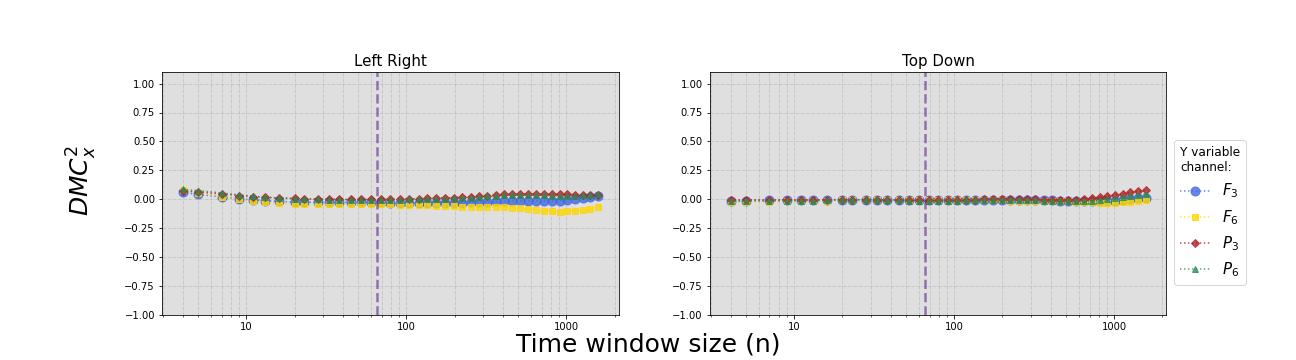 Left Right
Top Down
DMC²ₓ
1.00
0.75
0.50
0.25
0.00
−0.25
−0.50
−0.75
−1.00
10 100 1000
1.00
0.75
0.50
0.25
0.00
−0.25
−0.50
−0.75
−1.00
10 100 1000
Time window size (n)
Y variable
channel:
F₃
F₆
P₃
P₆